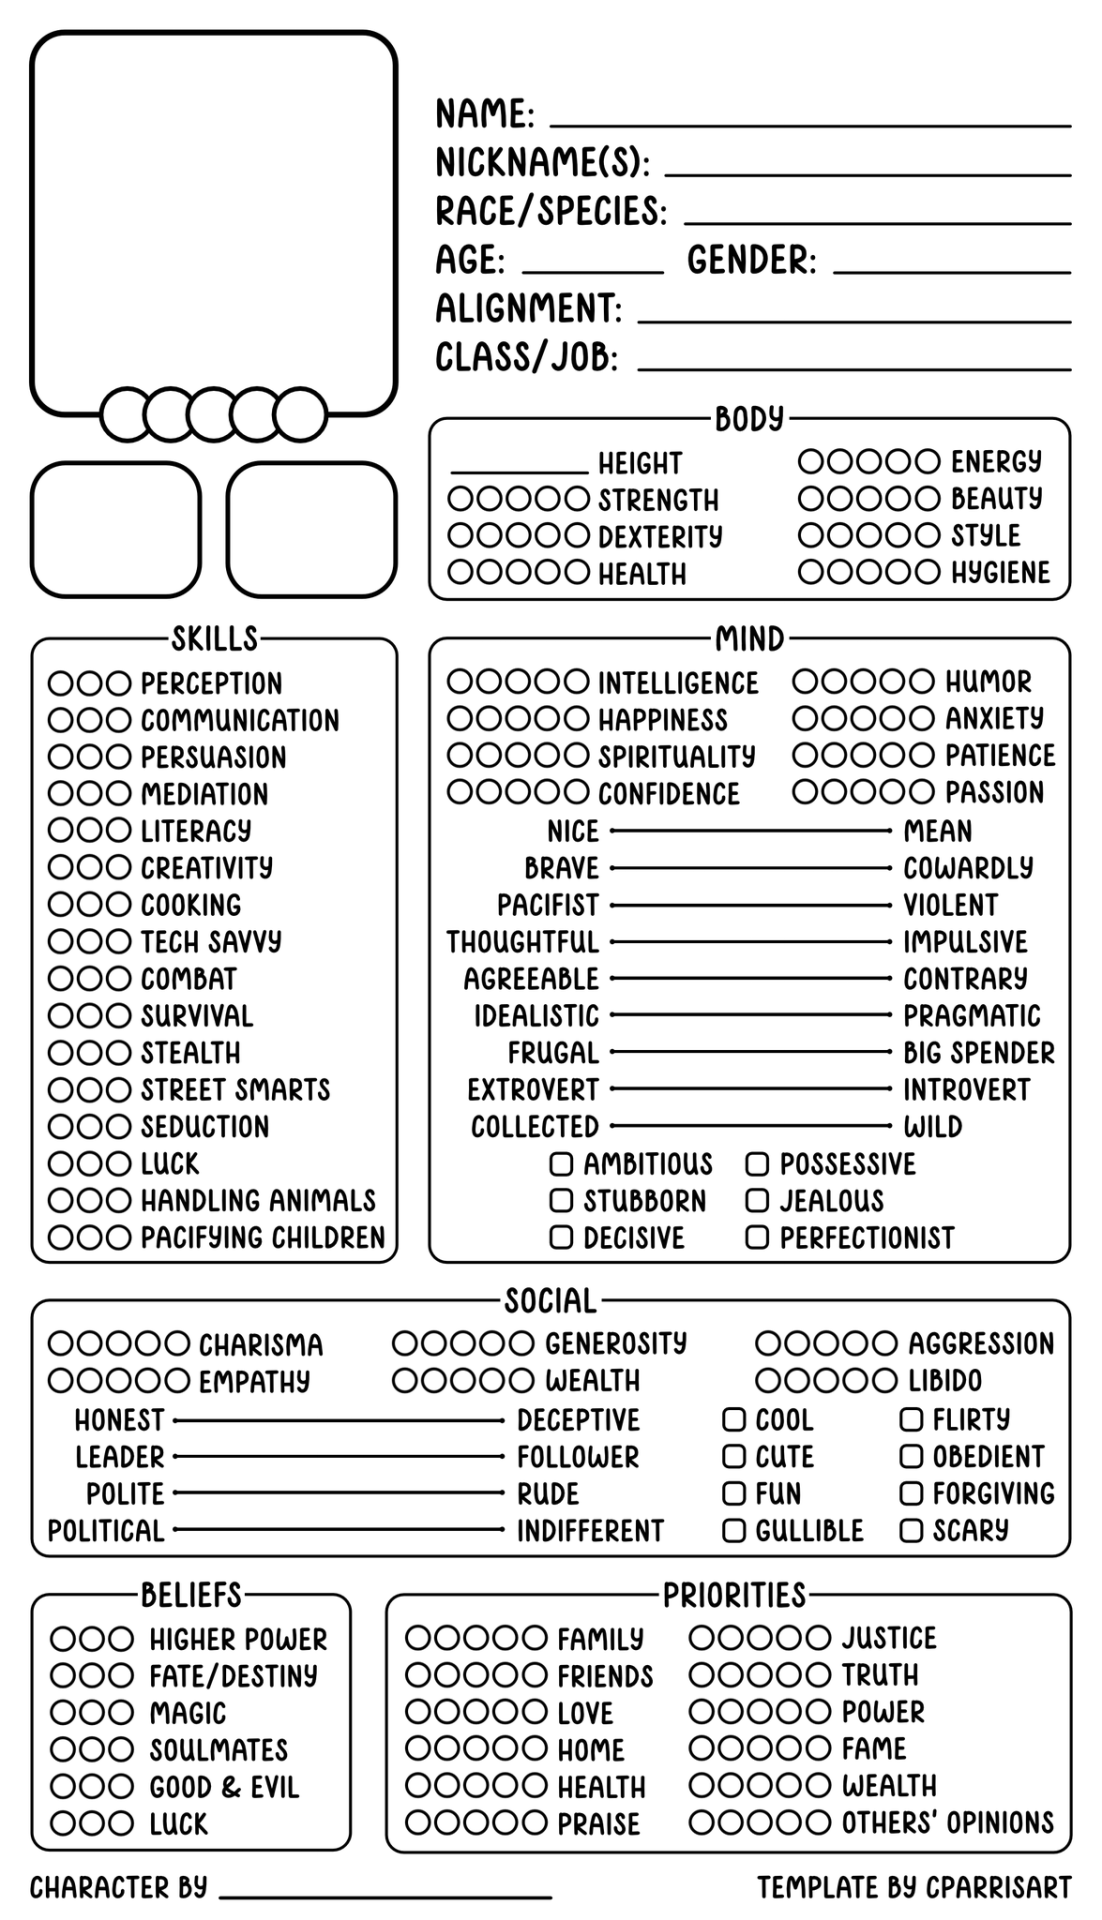 NAME:
NICKNAME(S):
RACE/SPECIES:
AGE: GENDER:
ALIGNMENT:
CLASS/JOB:
BODY
HEIGHT ENERGY
STRENGTH BEAUTY
DEXTERITY STYLE
HEALTH HYGIENE
SKILLS
PERCEPTION
COMMUNICATION
PERSUASION
MEDIATION
LITERACY
CREATIVITY
COOKING
TECH SAVVY
COMBAT
SURVIVAL
STEALTH
STREET SMARTS
SEDUCTION
LUCK
HANDLING ANIMALS
PACIFYING CHILDREN
MIND
INTELLIGENCE HUMOR
HAPPINESS ANXIETY
SPIRITUALITY PATIENCE
CONFIDENCE PASSION
NICE MEAN
BRAVE COWARDLY
PACIFIST VIOLENT
THOUGHTFUL IMPULSIVE
AGREEABLE CONTRARY
IDEALISTIC PRAGMATIC
FRUGAL BIG SPENDER
EXTROVERT INTROVERT
COLLECTED WILD
AMBITIOUS POSSESSIVE
STUBBORN JEALOUS
DECISIVE PERFECTIONIST
SOCIAL
CHARISMA GENEROSITY AGGRESSION
EMPATHY WEALTH LIBIDO
HONEST DECEPTIVE COOL FLIRTY
LEADER FOLLOWER CUTE OBEDIENT
POLITE RUDE FUN FORGIVING
POLITICAL INDIFFERENT GULLIBLE SCARY
BELIEFS
HIGHER POWER
FATE/DESTINY
MAGIC
SOULMATES
GOOD & EVIL
LUCK
PRIORITIES
FAMILY JUSTICE
FRIENDS TRUTH
LOVE POWER
HOME FAME
HEALTH WEALTH
PRAISE OTHERS' OPINIONS
CHARACTER BY TEMPLATE BY CPARRISART